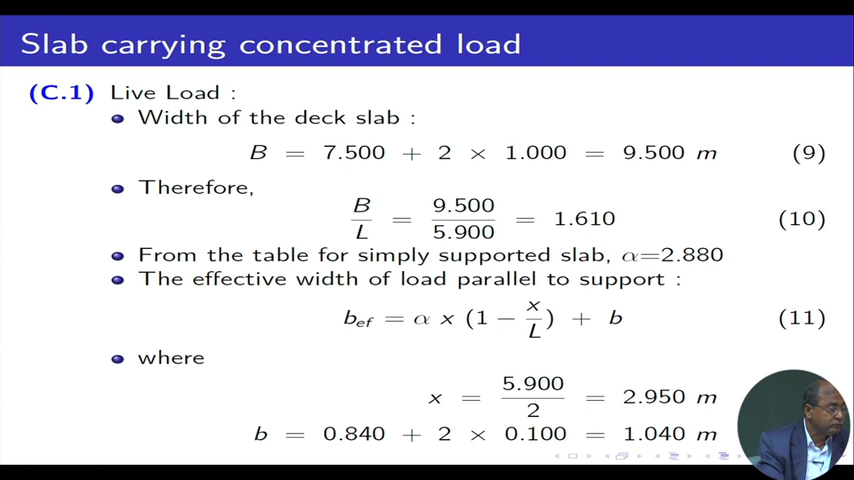 Slab carrying concentrated load
(C.1) Live Load :
Width of the deck slab :
B = 7.500 + 2 × 1.000 = 9.500 m (9)
Therefore,
B/L = 9.500/5.900 = 1.610 (10)
From the table for simply supported slab, α=2.880
The effective width of load parallel to support :
b_ef = α x (1 − x/L) + b (11)
where
x = 5.900/2 = 2.950 m
b = 0.840 + 2 × 0.100 = 1.040 m